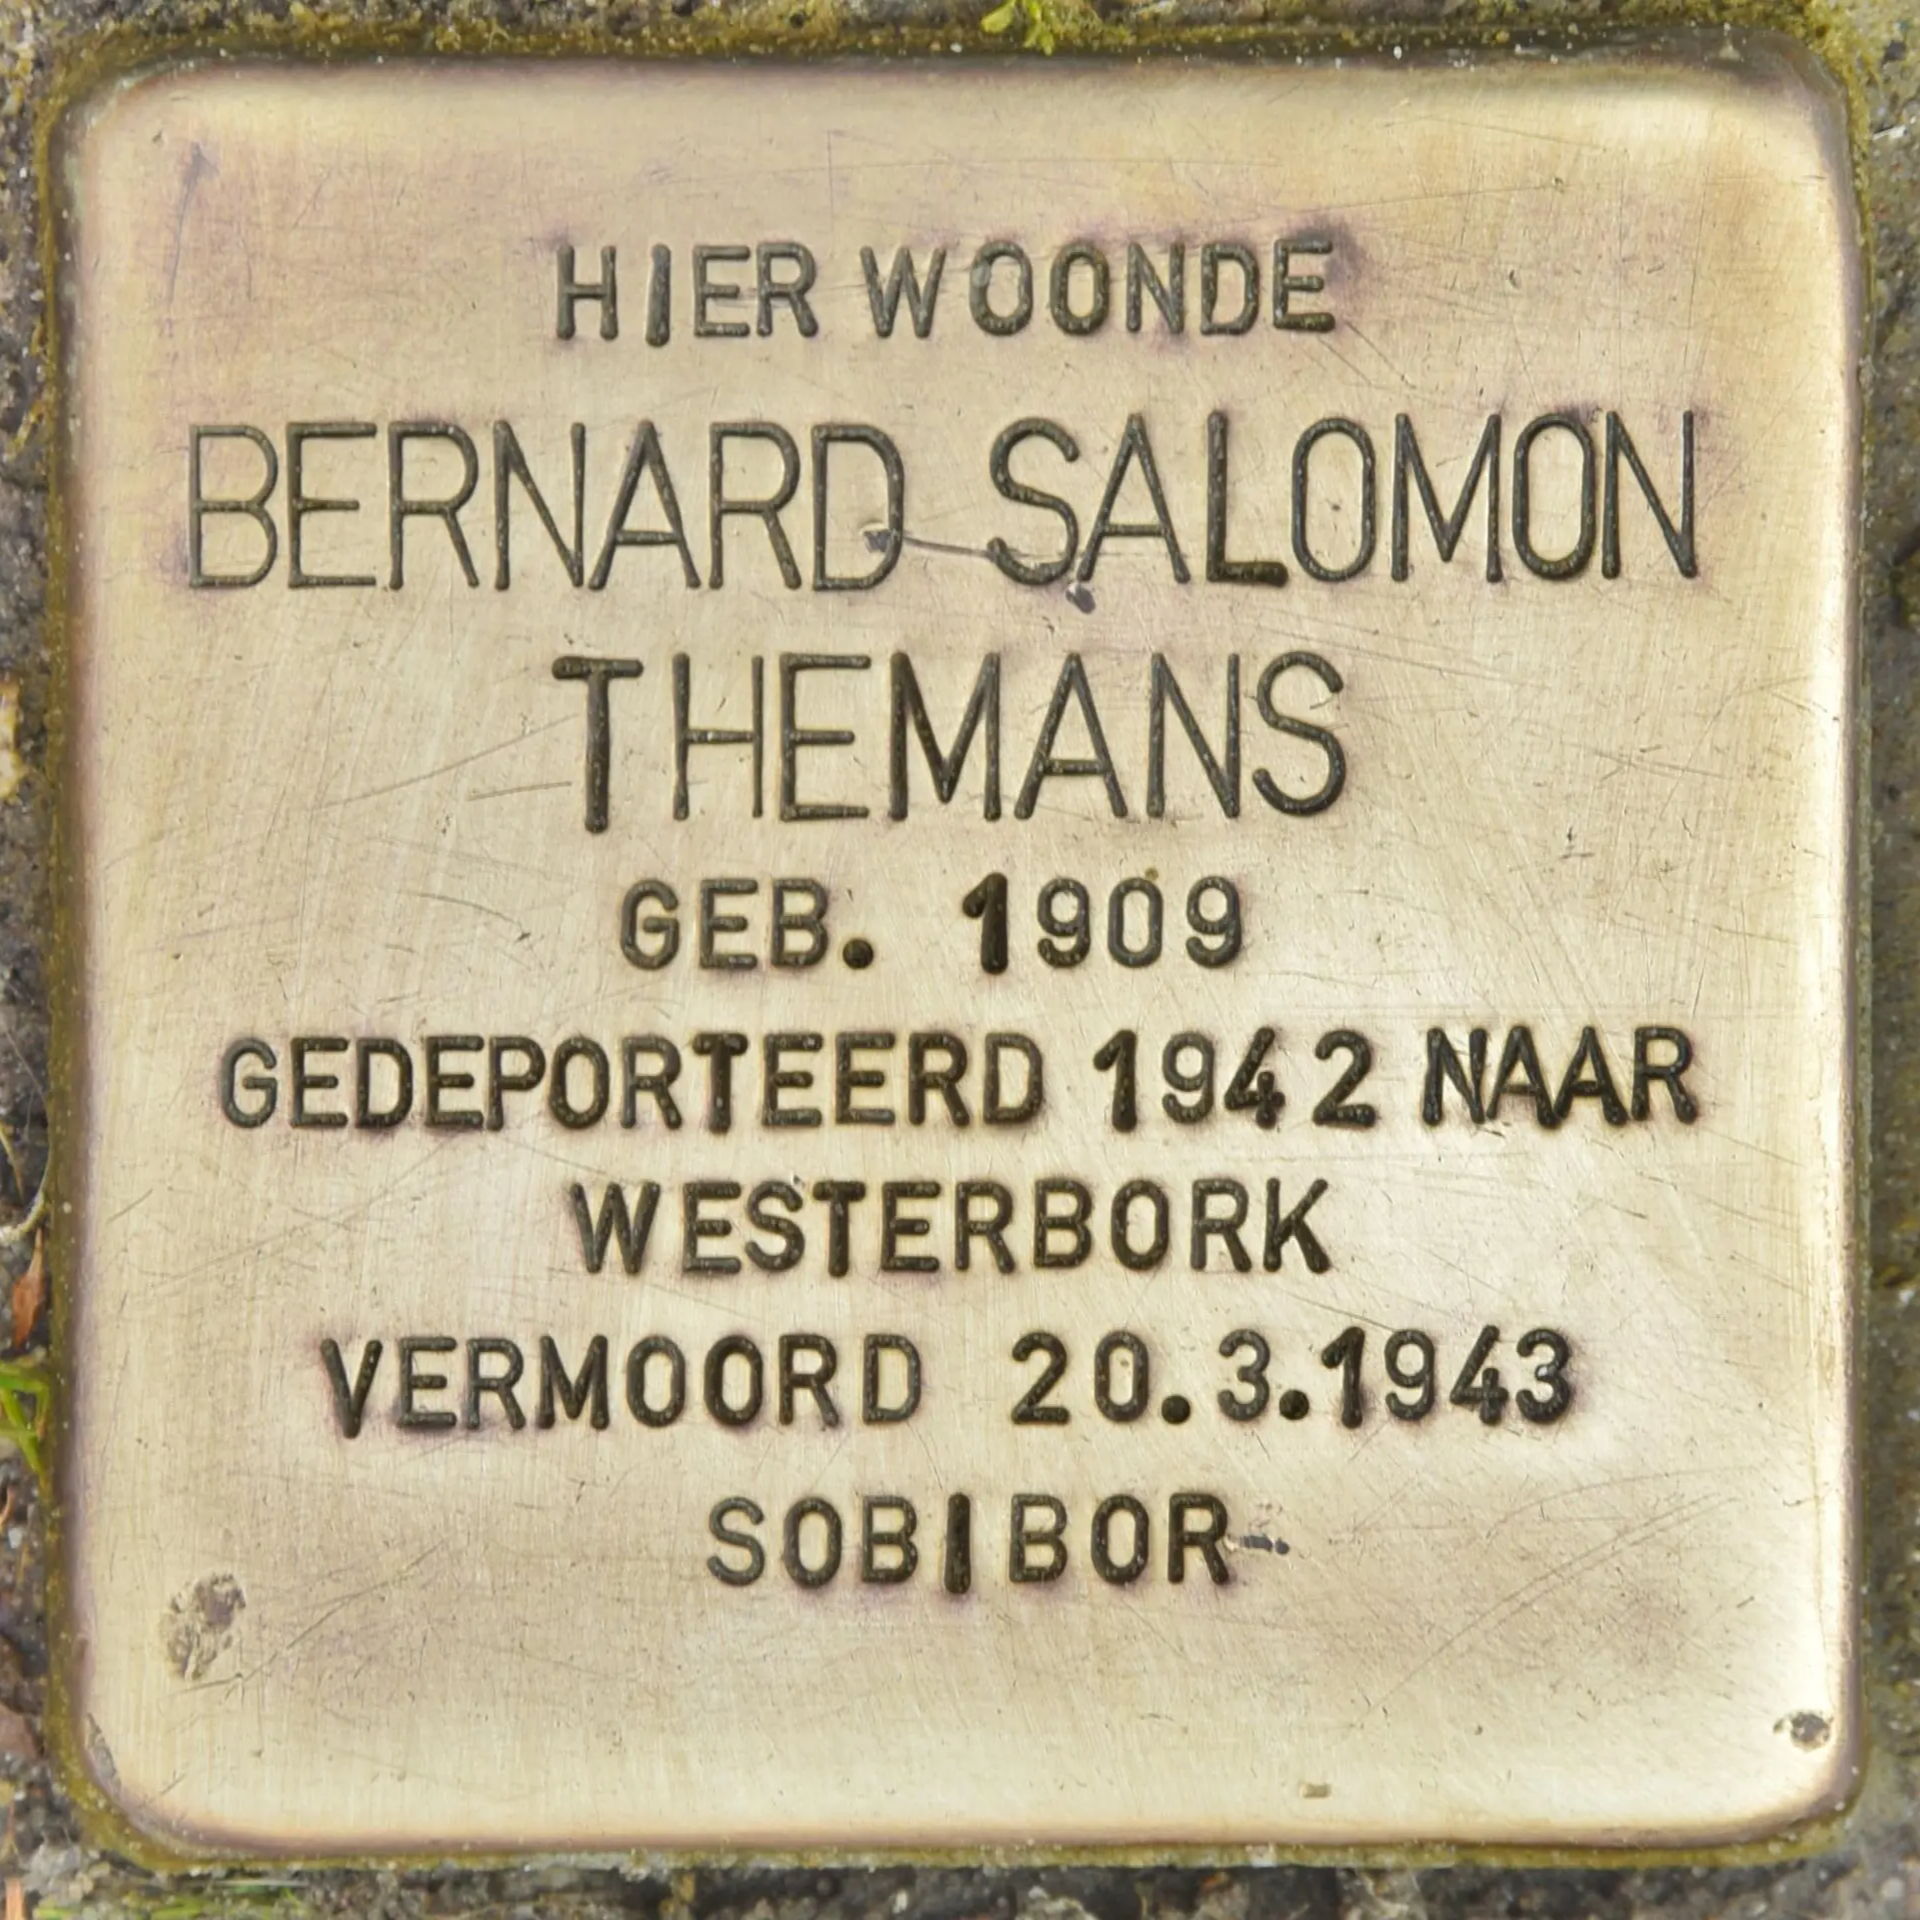 HIER WOONDE
BERNARD SALOMON
THEMANS
GEB. 1909
GEDEPORTEERD 1942 NAAR
WESTERBORK
VERMOORD 20.3.1943
SOBIBOR